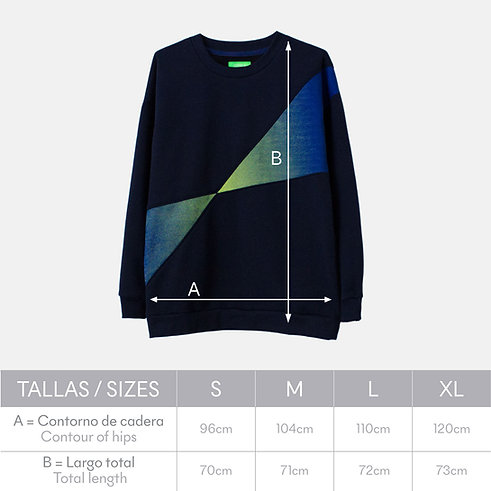 B
A
TALLAS / SIZES S M L XL
A = Contorno de cadera
Contour of hips
96cm 104cm 110cm 120cm
B = Largo total
Total length
70cm 71cm 72cm 73cm